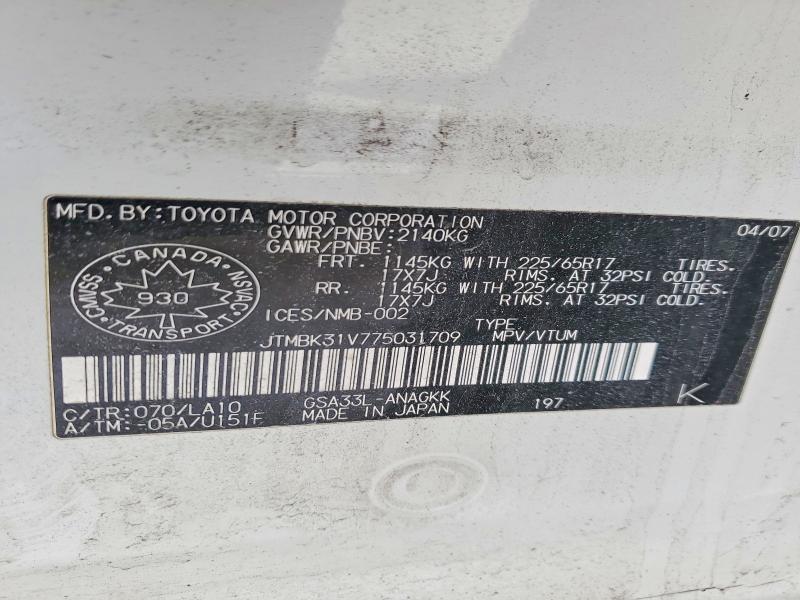 MFD. BY: TOYOTA MOTOR CORPORATION
04/07
GVWR/PNBV: 2140KG
GAWR/PNBE:
FRT. 1145KG WITH 225/65R17 TIRES.
17X7J RIMS. AT 32PSI COLD.
RR. 1145KG WITH 225/65R17 TIRES.
17X7J RIMS. AT 32PSI COLD.
CANADA
CMVSS 930 NSVAC
TRANSPORT
ICES/NMB-002
TYPE
JTMBK31V775031709 MPV/VTUM
C/TR: 070/LA10 GSA33L-ANAGKK 197 K
A/TM: -05A/U151F MADE IN JAPAN